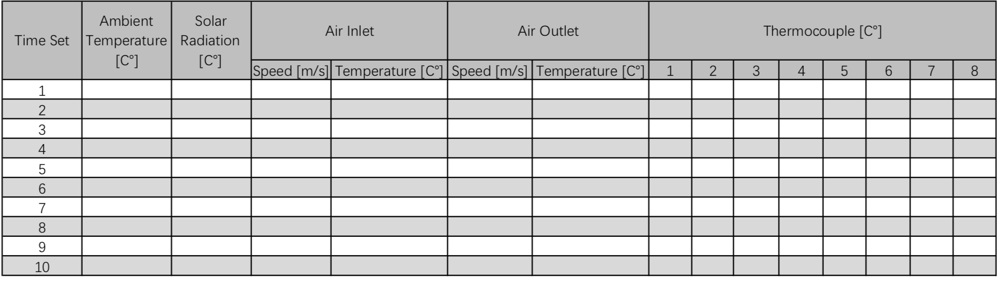 Time Set
Ambient
Temperature
[C°]
Solar
Radiation
[C°]
Air Inlet
Air Outlet
Thermocouple [C°]
Speed [m/s]
Temperature [C°]
Speed [m/s]
Temperature [C°]
1
2
3
4
5
6
7
8
1
2
3
4
5
6
7
8
9
10